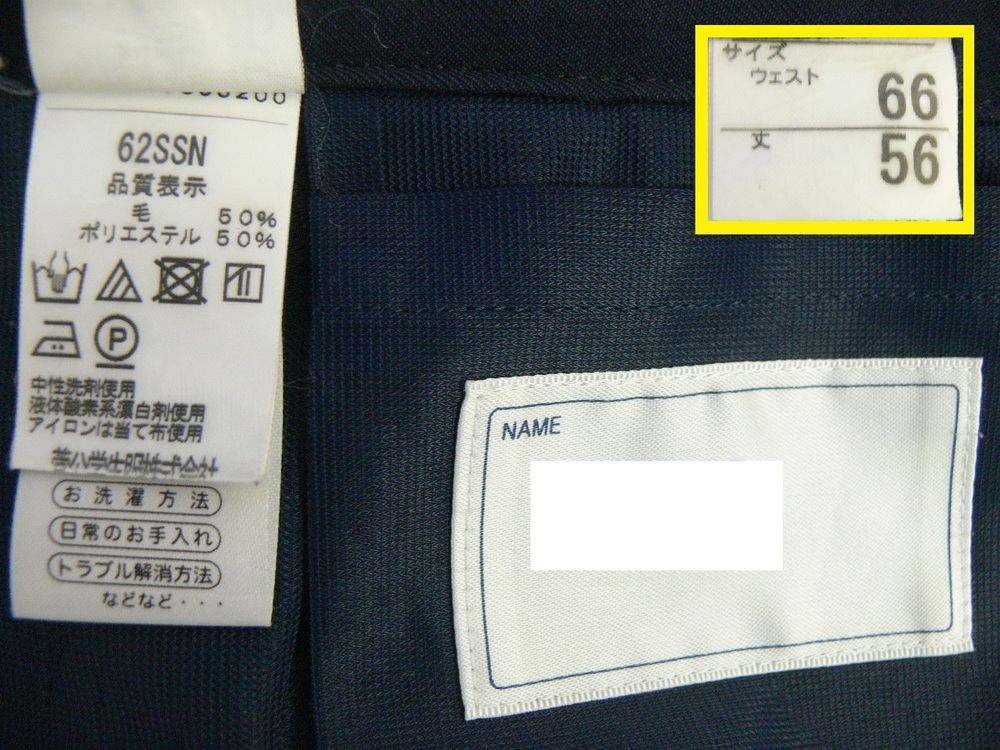 62SSN
品質表示
毛 50%
ポリエステル 50%
P
中性洗剤使用
液体酸素系漂白剤使用
アイロンは当て布使用
お洗濯方法
日常のお手入れ
トラブル解消方法
などなど・・・
サイズ
ウェスト 66
丈 56
NAME